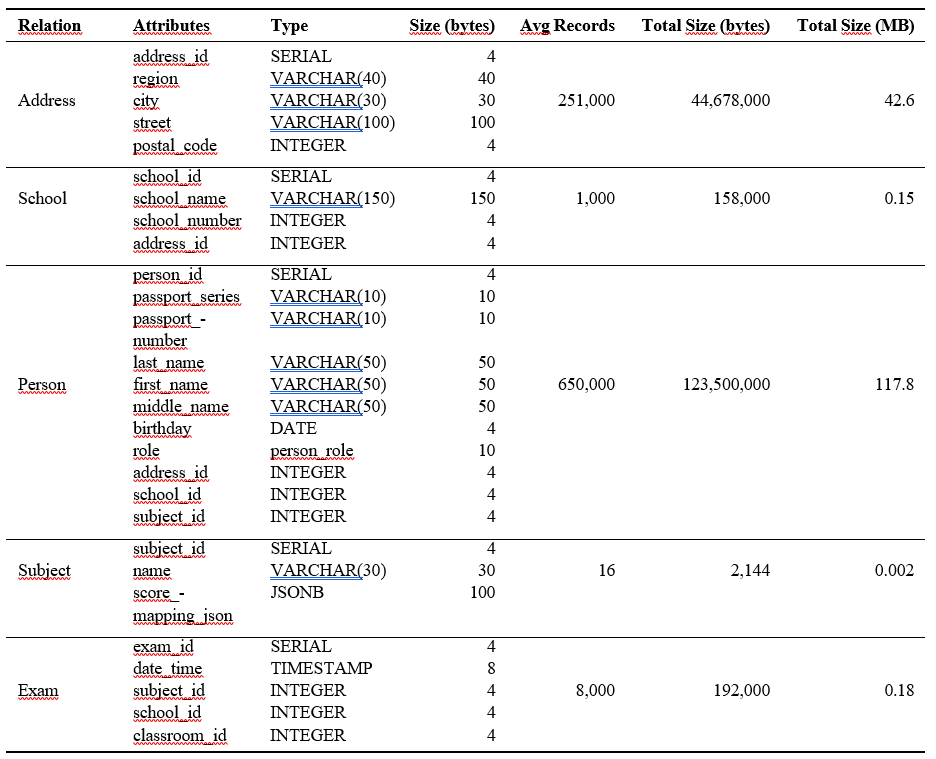 Relation Attributes Type Size (bytes) Avg Records Total Size (bytes) Total Size (MB)
address_id SERIAL 4
region VARCHAR(40) 40
Address city VARCHAR(30) 30 251,000 44,678,000 42.6
street VARCHAR(100) 100
postal_code INTEGER 4
school_id SERIAL 4
School school_name VARCHAR(150) 150 1,000 158,000 0.15
school_number INTEGER 4
address_id INTEGER 4
person_id SERIAL 4
passport_series VARCHAR(10) 10
passport_- VARCHAR(10) 10
number
last_name VARCHAR(50) 50
Person first_name VARCHAR(50) 50 650,000 123,500,000 117.8
middle_name VARCHAR(50) 50
birthday DATE 4
role person_role 10
address_id INTEGER 4
school_id INTEGER 4
subject_id INTEGER 4
subject_id SERIAL 4
Subject name VARCHAR(30) 30 16 2,144 0.002
score_- JSONB 100
mapping_json
exam_id SERIAL 4
date_time TIMESTAMP 8
Exam subject_id INTEGER 4 8,000 192,000 0.18
school_id INTEGER 4
classroom_id INTEGER 4